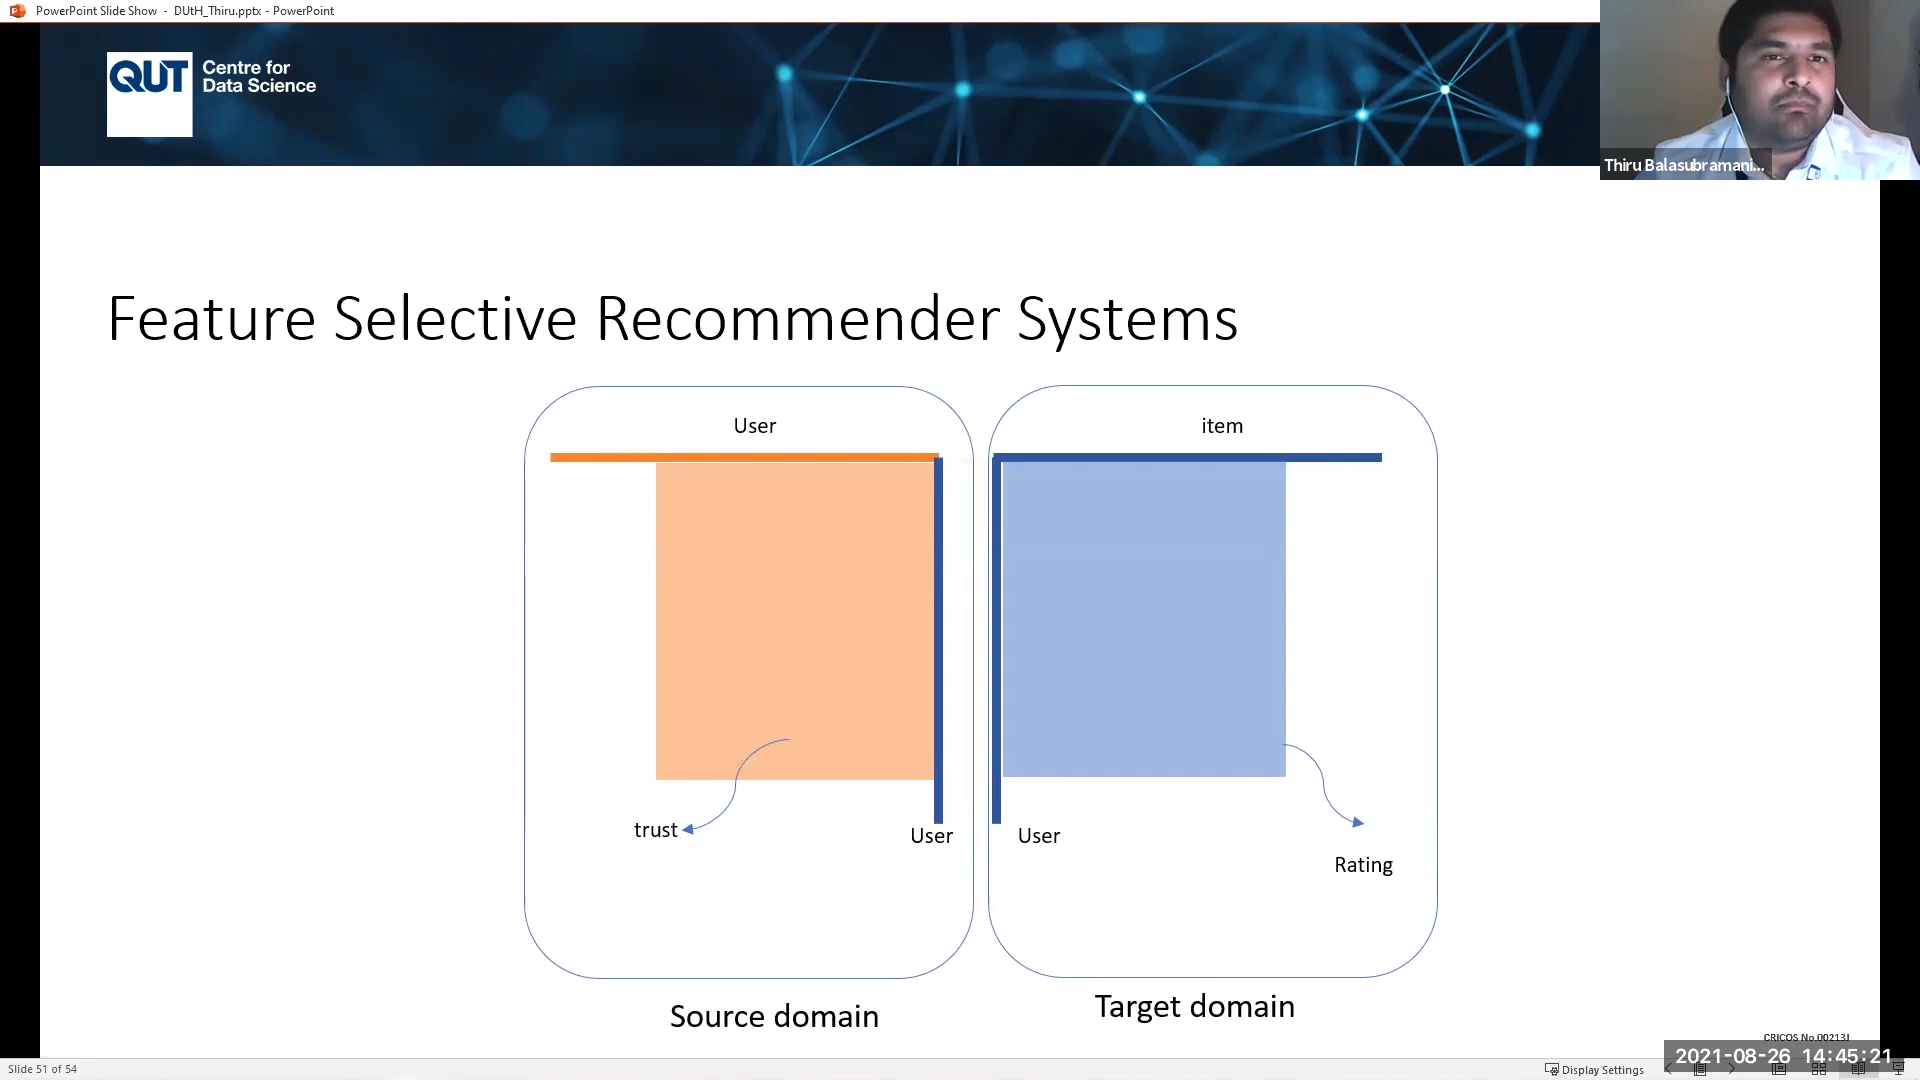 PowerPoint Slide Show - DUtH_Thiru.pptx - PowerPoint
QUT Centre for
Data Science
Thiru Balasubramani...
Feature Selective Recommender Systems
User
item
trust
User
User
Rating
Source domain
Target domain
CRICOS No.00213J
2021-08-26 14:45:21
Slide 51 of 54
Display Settings